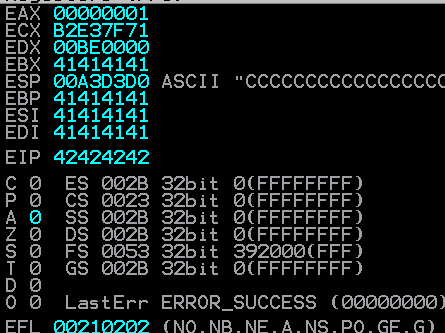 EAX 00000001
ECX B2E37F71
EDX 00BE0000
EBX 41414141
ESP 00A3D3D0 ASCII "CCCCCCCCCCCCCCCCC
EBP 41414141
ESI 41414141
EDI 41414141
EIP 42424242
C 0 ES 002B 32bit 0(FFFFFFFF)
P 0 CS 0023 32bit 0(FFFFFFFF)
A 0 SS 002B 32bit 0(FFFFFFFF)
Z 0 DS 002B 32bit 0(FFFFFFFF)
S 0 FS 0053 32bit 392000(FFF)
T 0 GS 002B 32bit 0(FFFFFFFF)
D 0
O 0 LastErr ERROR_SUCCESS (00000000)
EFL 00210202 (NO,NB,NE,A,NS,PO,GE,G)